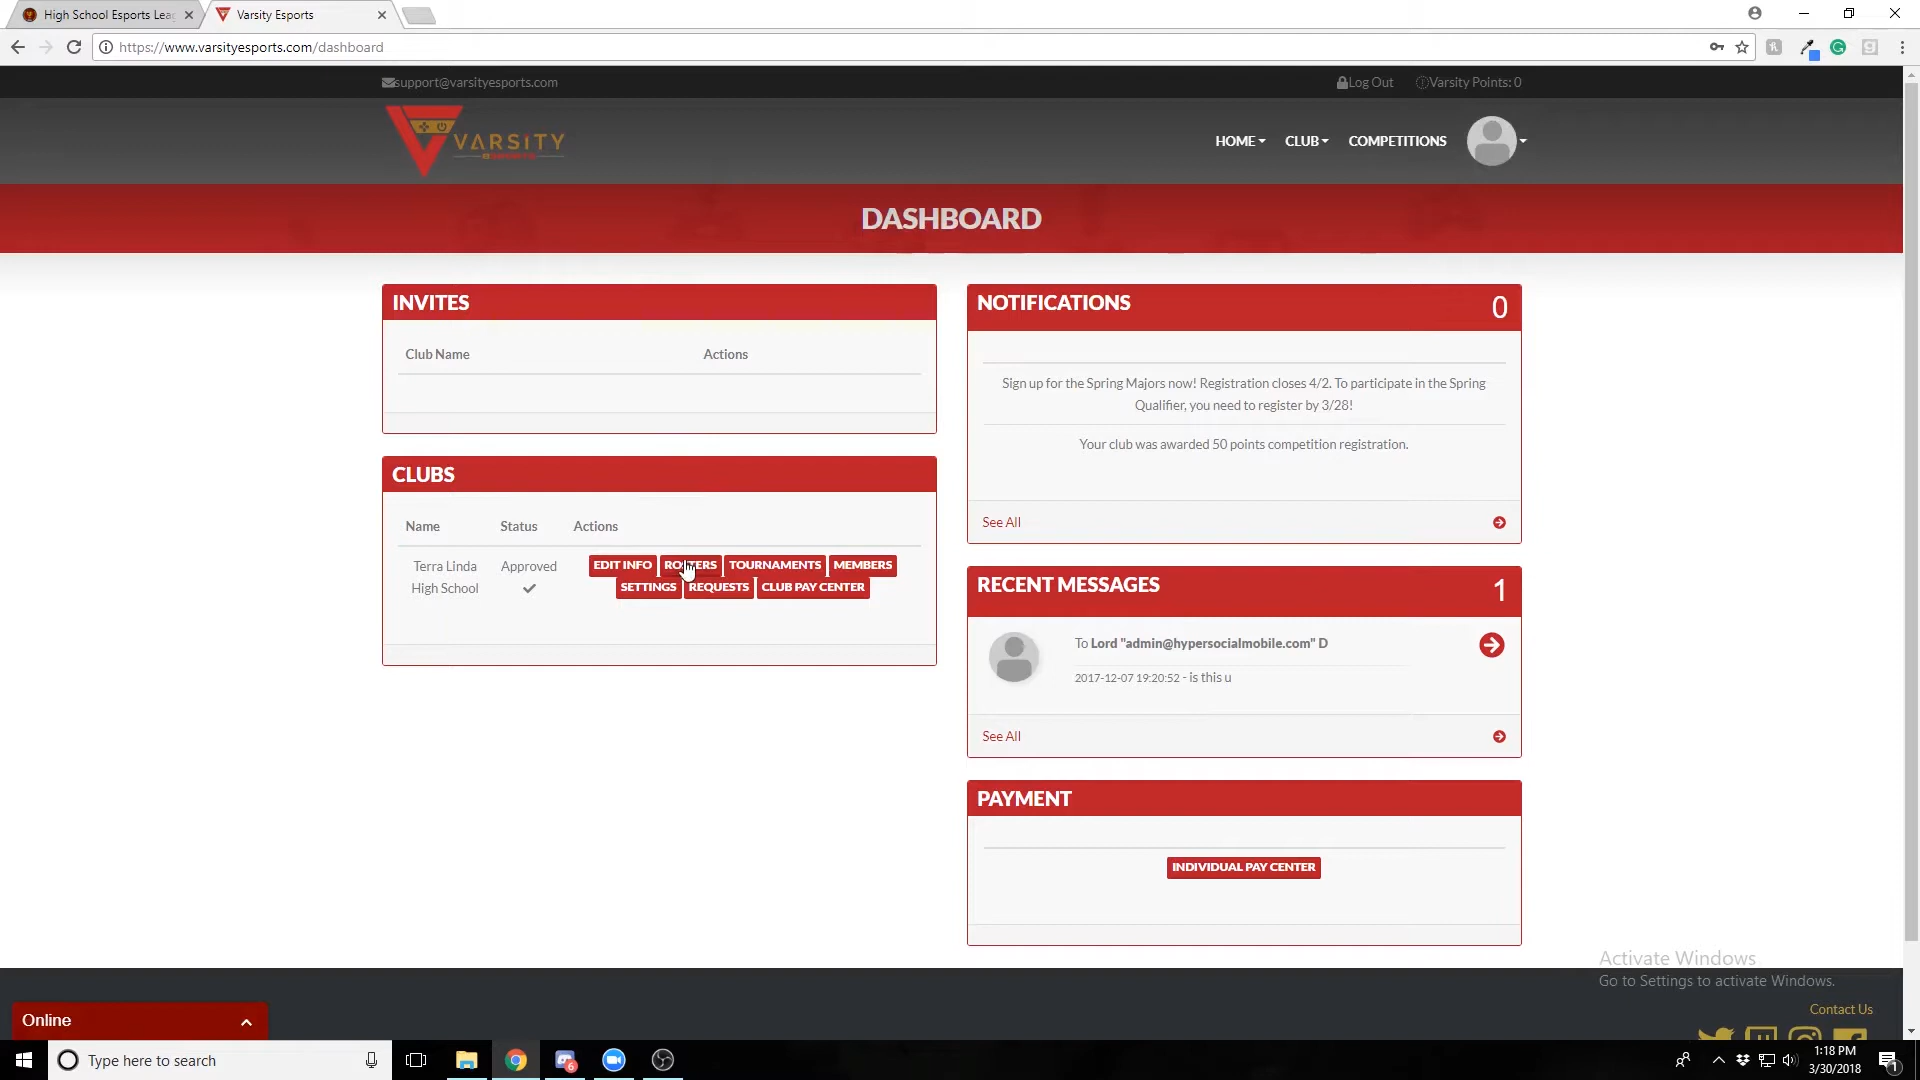 High School Esports Lea
Varsity Esports
https://www.varsityesports.com/dashboard
support@varsityesports.com
Log Out
Varsity Points: 0
VARSITY
HOME
CLUB
COMPETITIONS
DASHBOARD
INVITES
Club Name
Actions
CLUBS
Name
Status
Actions
Terra Linda
High School
Approved
EDIT INFO
TOURNAMENTS
MEMBERS
SETTINGS
REQUESTS
CLUB PAY CENTER
NOTIFICATIONS
0
Sign up for the Spring Majors now! Registration closes 4/2. To participate in the Spring
Qualifier, you need to register by 3/28!
Your club was awarded 50 points competition registration.
See All
RECENT MESSAGES
1
To Lord "admin@hypersocialmobile.com" D
2017-12-07 19:20:52 - is this u
See All
PAYMENT
INDIVIDUAL PAY CENTER
Activate Windows
Go to Settings to activate Windows.
Contact Us
Online
Type here to search
6
1:18 PM
3/30/2018
1